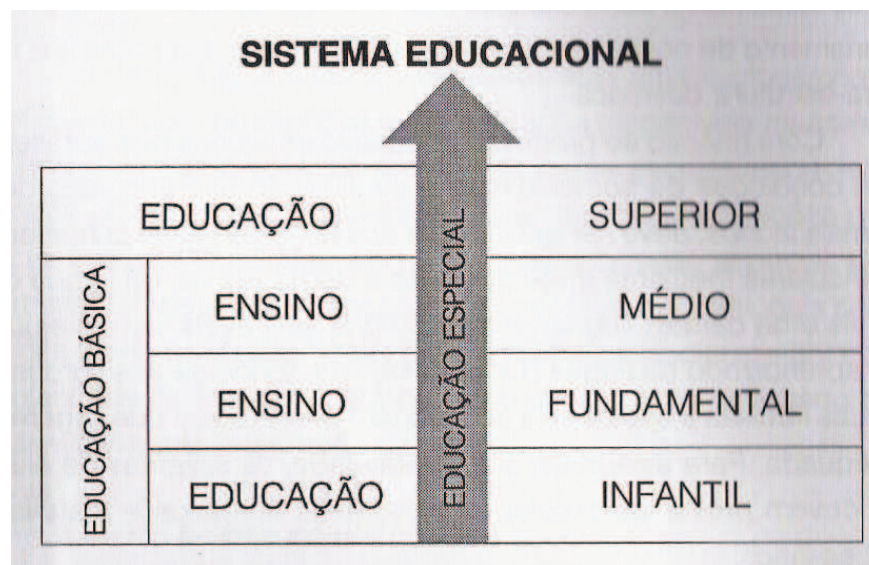 SISTEMA EDUCACIONAL
EDUCAÇÃO SUPERIOR
EDUCAÇÃO BÁSICA
ENSINO MÉDIO
ENSINO FUNDAMENTAL
EDUCAÇÃO INFANTIL
EDUCAÇÃO ESPECIAL